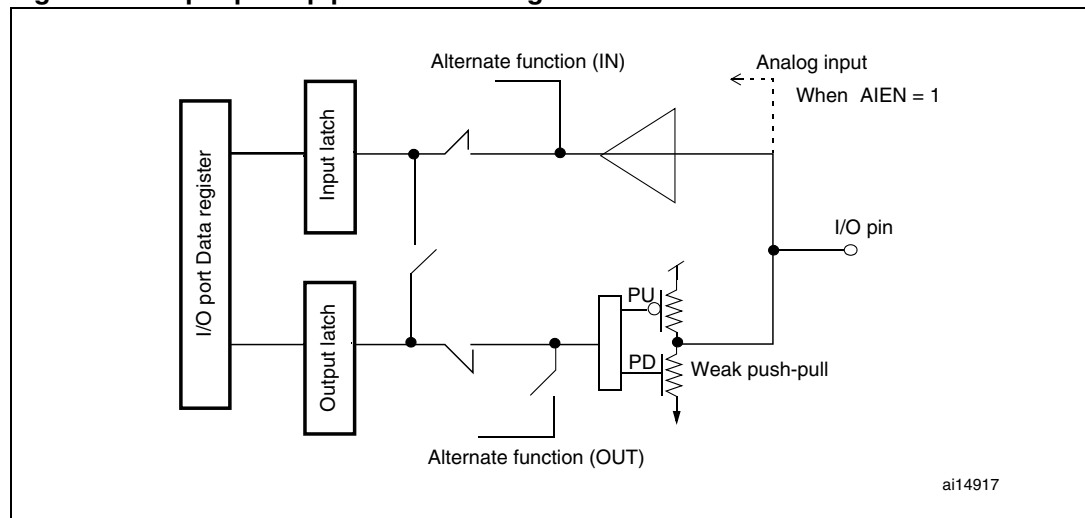 Alternate function (IN)
Analog input
When AIEN = 1
I/O port Data register
Input latch
I/O pin
Output latch
PU
PD
Weak push-pull
Alternate function (OUT)
ai14917